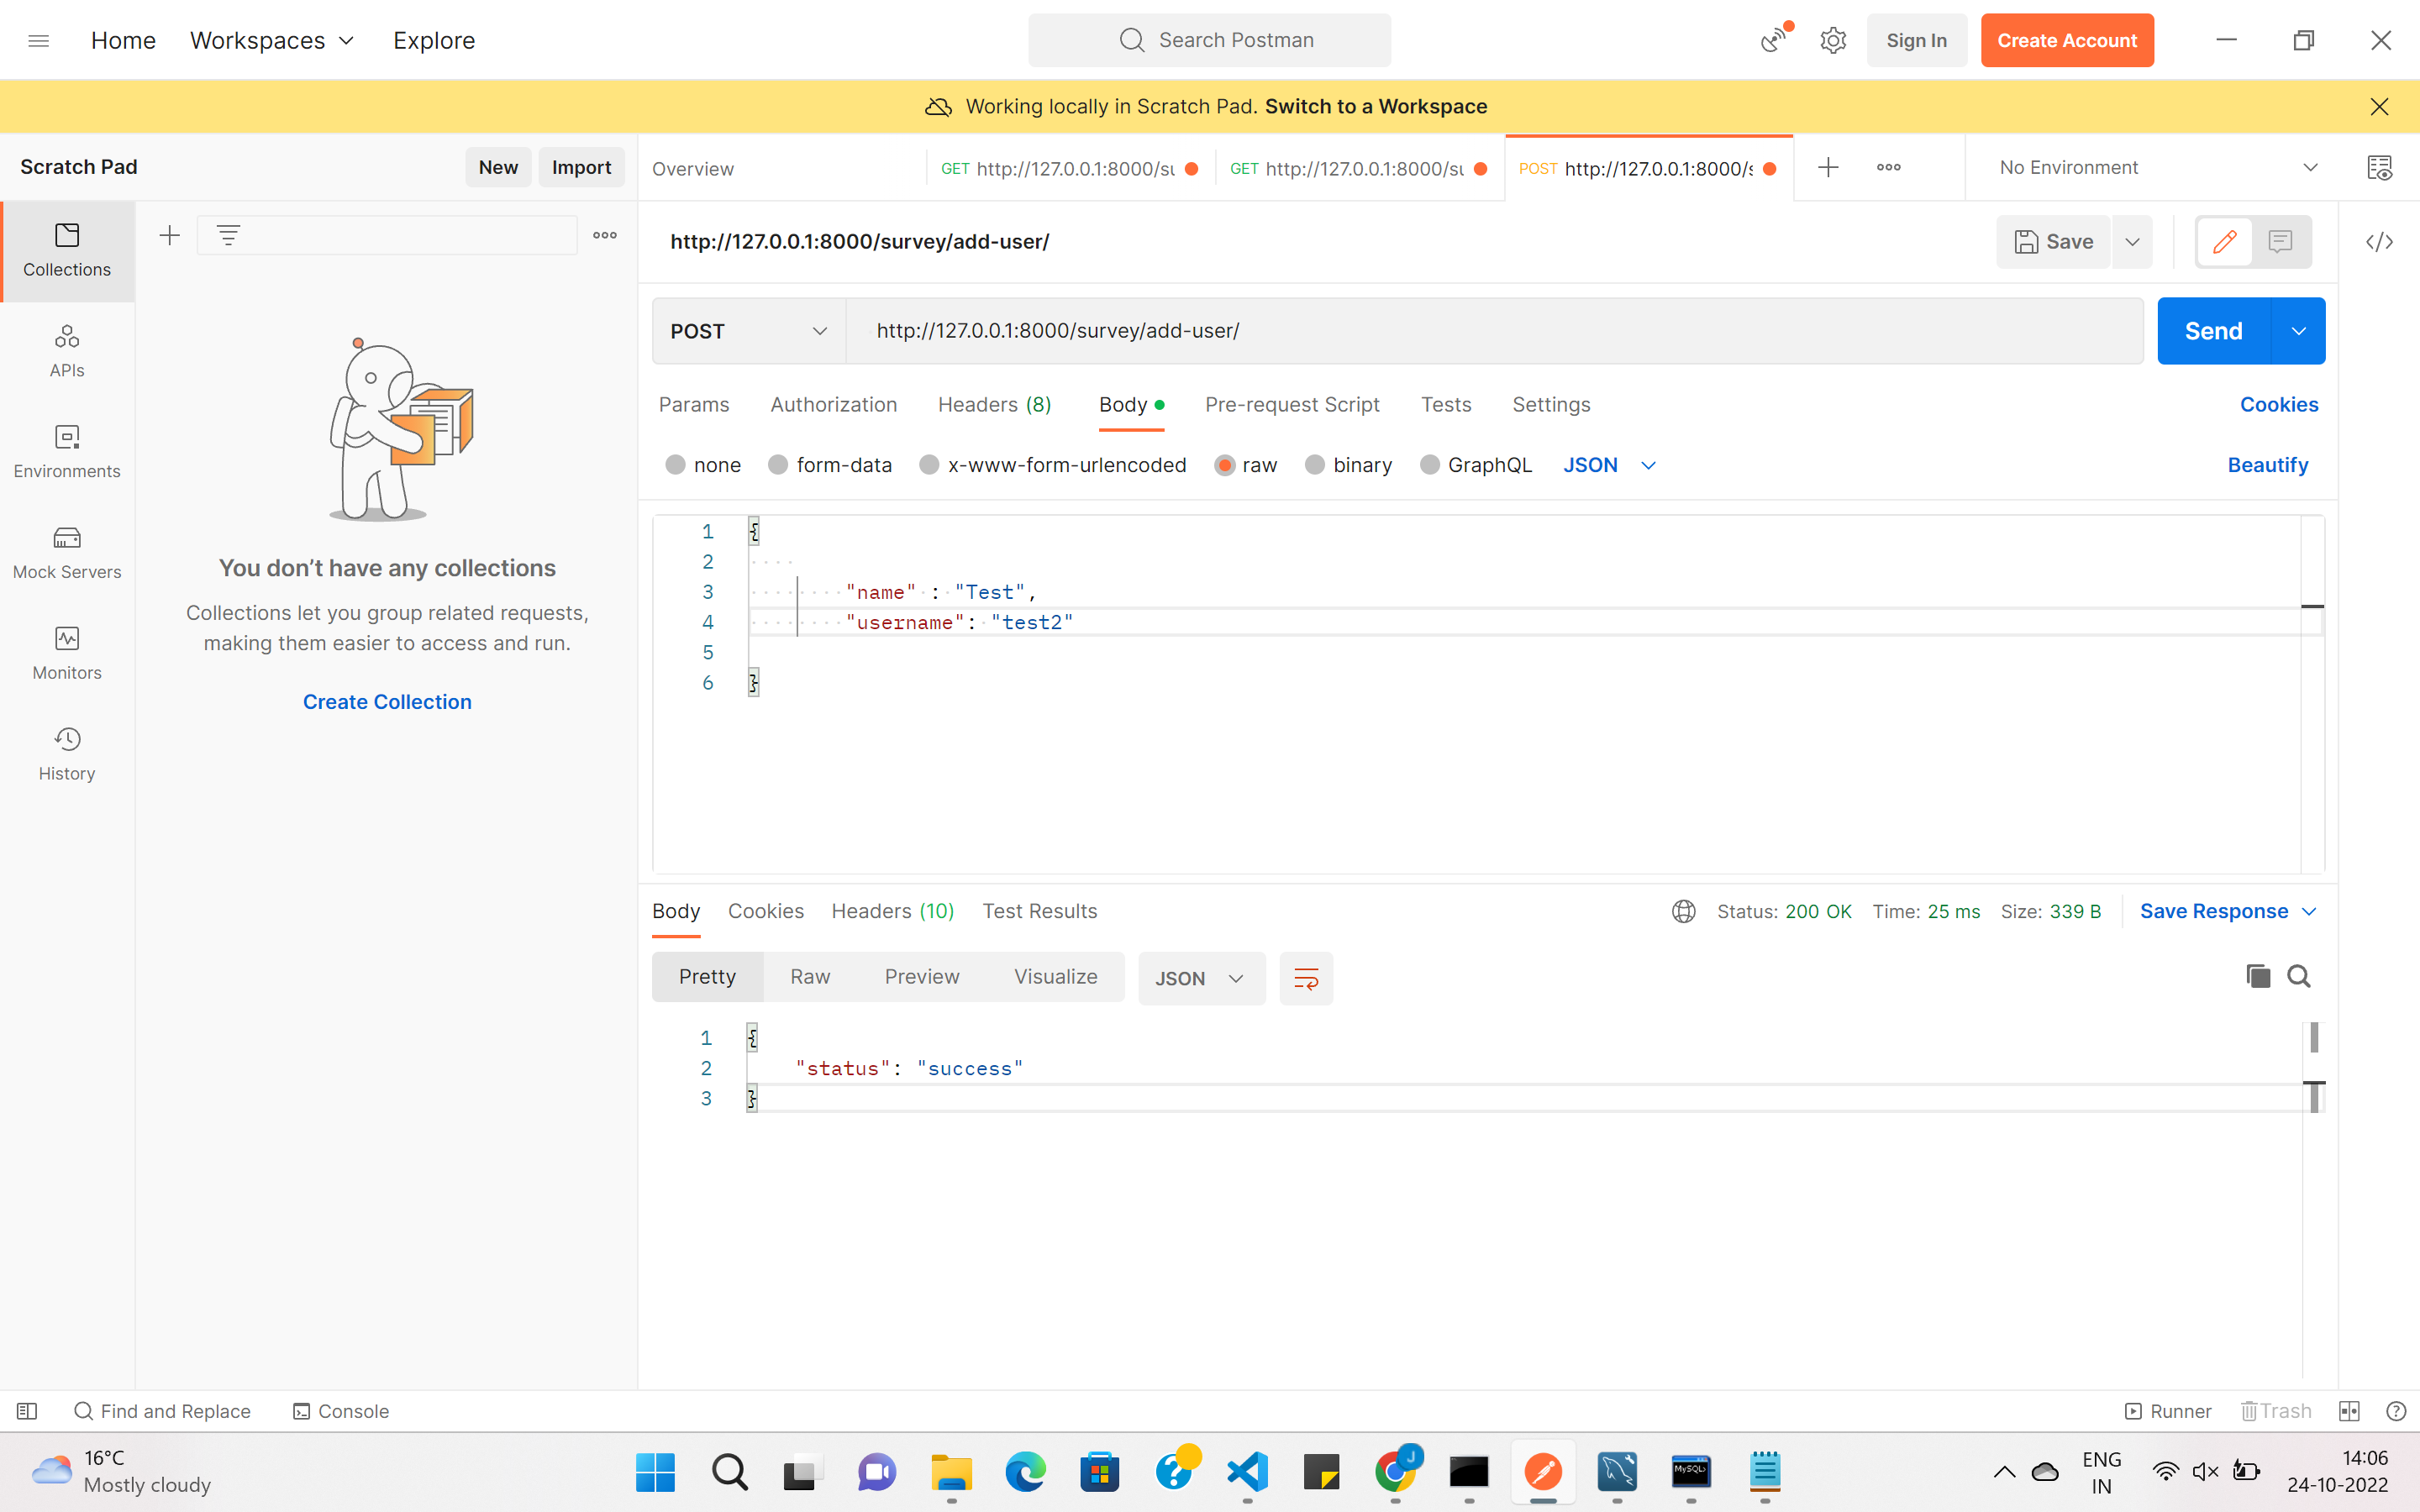 Home Workspaces Explore
Search Postman
Sign In Create Account
Working locally in Scratch Pad. Switch to a Workspace
Scratch Pad New Import
Overview GET http://127.0.0.1:8000/su GET http://127.0.0.1:8000/su POST http://127.0.0.1:8000/s No Environment
Collections
APIs
Environments
Mock Servers
Monitors
History
You don’t have any collections
Collections let you group related requests,
making them easier to access and run.
Create Collection
http://127.0.0.1:8000/survey/add-user/
Save
POST http://127.0.0.1:8000/survey/add-user/ Send
Params Authorization Headers (8) Body Pre-request Script Tests Settings Cookies
none form-data x-www-form-urlencoded raw binary GraphQL JSON Beautify
1 {
2
3 "name" : "Test",
4 "username": "test2"
5
6 }
Body Cookies Headers (10) Test Results Status: 200 OK Time: 25 ms Size: 339 B Save Response
Pretty Raw Preview Visualize JSON
1 {
2 "status": "success"
3 }
Find and Replace Console Runner Trash
16°C
Mostly cloudy
J
MySQL>
ENG
IN
14:06
24-10-2022